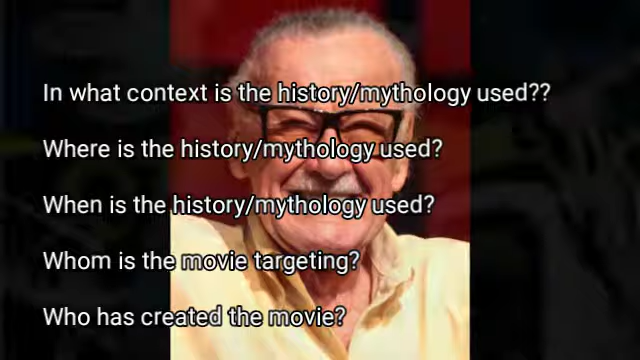 In what context is the history/mythology used??
Where is the history/mythology used?
When is the history/mythology used?
Whom is the movie targeting?
Who has created the movie?